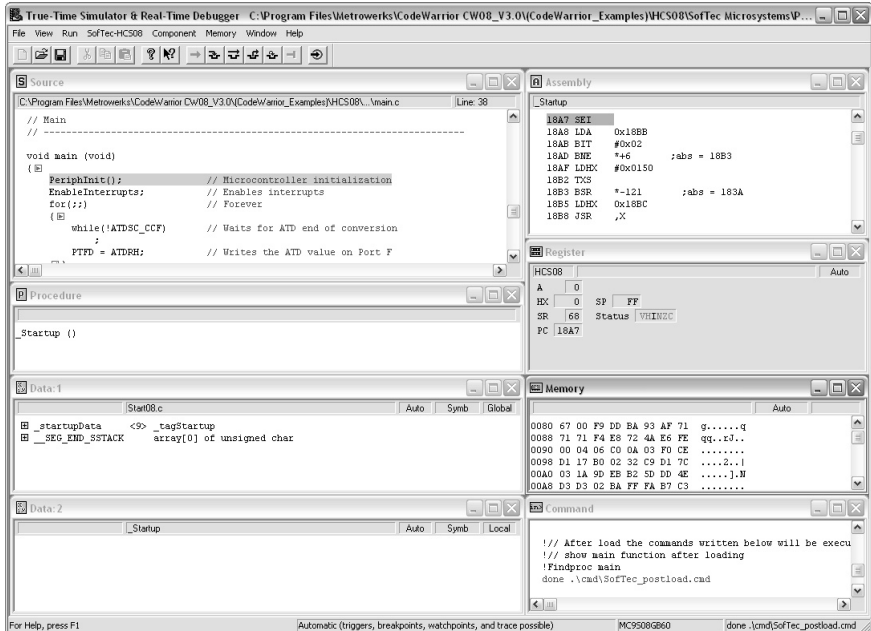 True-Time Simulator & Real-Time Debugger C:\Program Files\Metrowerks\CodeWarrior CW08_V3.0\(CodeWarrior_Examples)\HCS08\SofTec Microsystems\P...
File View Run SofTec-HCS08 Component Memory Window Help
Source
C:\Program Files\Metrowerks\CodeWarrior CW08_V3.0\(CodeWarrior_Examples)\HCS08\...\main.c Line: 38
// Main
// --------------------------------------------------------------------------
void main (void)
{
PeriphInit(); // Microcontroller initialization
EnableInterrupts; // Enables interrupts
for(;;) // Forever
{
while(!ATDSC_CCF) // Waits for ATD end of conversion
;
PTFD = ATDRH; // Writes the ATD value on Port F
Assembly
_Startup
18A7 SEI
18A8 LDA 0x18BB
18AB BIT #0x02
18AD BNE *+6 ;abs = 18B3
18AF LDHX #0x0150
18B2 TXS
18B3 BSR *-121 ;abs = 183A
18B5 LDHX 0x18BC
18B8 JSR ,X
Procedure
_Startup ()
Register
HCS08 Auto
A 0
HX 0 SP FF
SR 68 Status VHINZC
PC 18A7
Data:1
Start08.c Auto Symb Global
_startupData <9> _tagStartup
__SEG_END_SSTACK array[0] of unsigned char
Memory
Auto
0080 67 00 F9 DD BA 93 AF 71 g......q
0088 71 71 F4 E8 72 4A E6 FE qq..rJ..
0090 00 04 06 C0 0A 03 F0 CE ........
0098 D1 17 B0 02 32 C9 D1 7C ....2..|
00A0 03 1A 9D EB B2 5D DD 4E .....].N
00A8 D3 D3 02 BA FF FA B7 C3 ........
Data:2
_Startup Auto Symb Local
Command
!// After load the commands written below will be execu
!// show main function after loading
!Findproc main
done .\cmd\SofTec_postload.cmd
For Help, press F1 Automatic (triggers, breakpoints, watchpoints, and trace possible) MC9S08GB60 done .\cmd\SofTec_postload.cmd